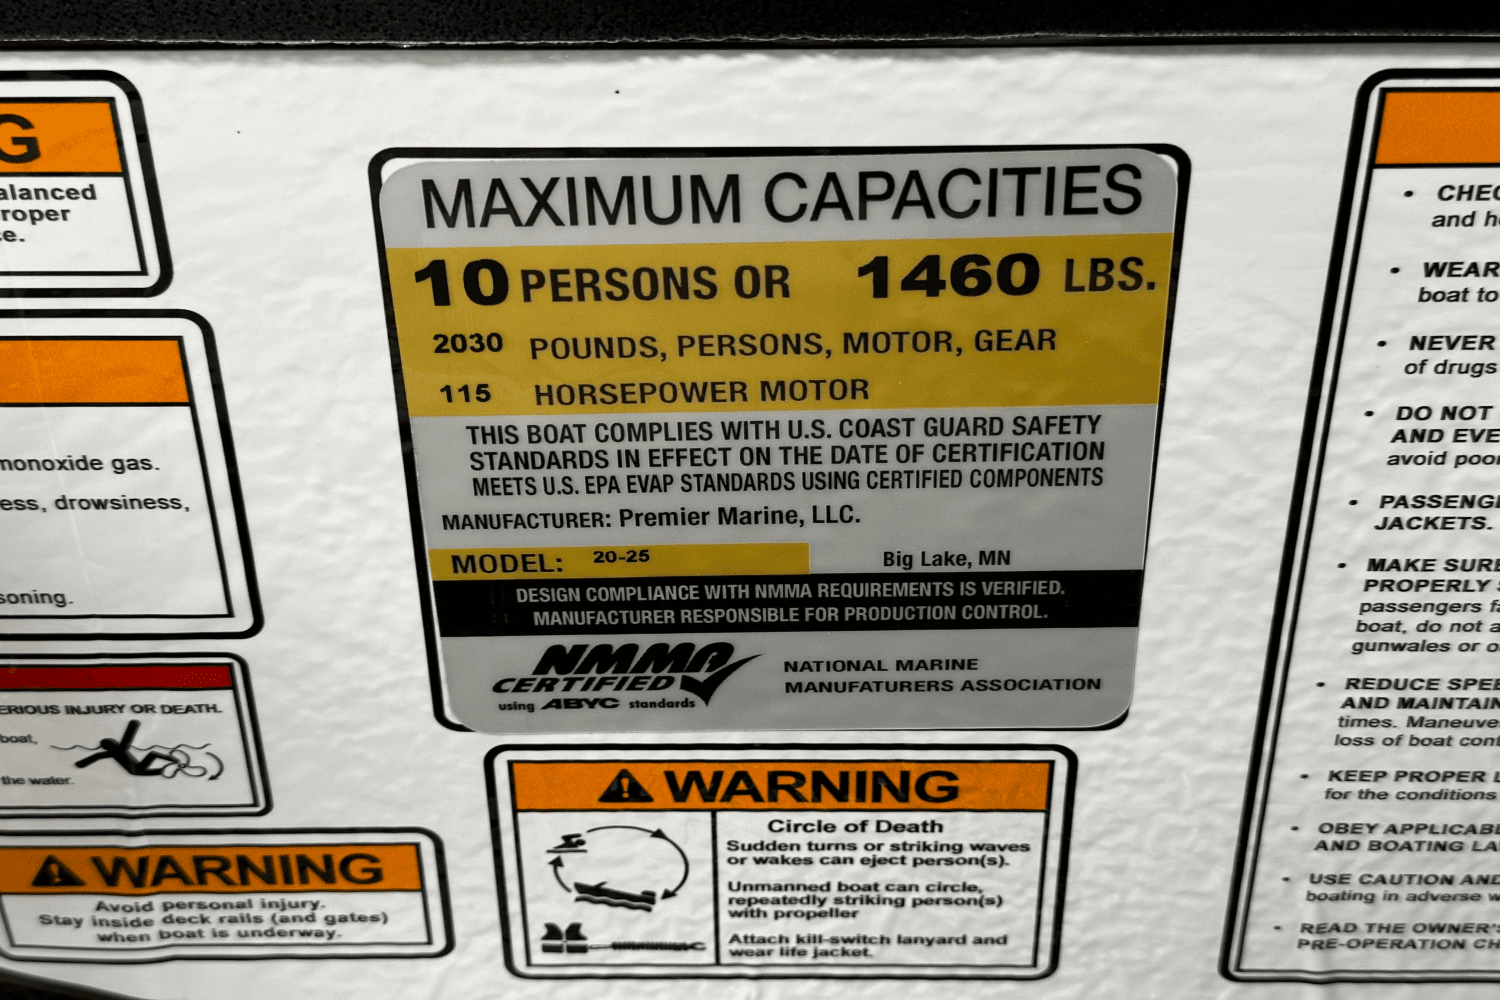 G
alanced
roper
e.
monoxide gas.
ess, drowsiness,
soning.
ERIOUS INJURY OR DEATH.
boat,
the water.
WARNING
Avoid personal injury.
Stay inside deck rails (and gates)
when boat is underway.
MAXIMUM CAPACITIES
10 PERSONS OR 1460 LBS.
2030 POUNDS, PERSONS, MOTOR, GEAR
115 HORSEPOWER MOTOR
THIS BOAT COMPLIES WITH U.S. COAST GUARD SAFETY
STANDARDS IN EFFECT ON THE DATE OF CERTIFICATION
MEETS U.S. EPA EVAP STANDARDS USING CERTIFIED COMPONENTS
MANUFACTURER: Premier Marine, LLC.
MODEL: 20-25 Big Lake, MN
DESIGN COMPLIANCE WITH NMMA REQUIREMENTS IS VERIFIED.
MANUFACTURER RESPONSIBLE FOR PRODUCTION CONTROL.
NMMA
CERTIFIED
using ABYC standards
NATIONAL MARINE
MANUFATURERS ASSOCIATION
WARNING
Circle of Death
Sudden turns or striking waves
or wakes can eject person(s).
Unmanned boat can circle,
repeatedly striking person(s)
with propeller
Attach kill-switch lanyard and
wear life jacket.
• CHEC
and h
• WEAR
boat to
• NEVER
of drugs
• DO NOT
AND EVE
avoid poor
• PASSENG
JACKETS.
• MAKE SURE
PROPERLY S
passengers fa
boat, do not a
gunwales or o
• REDUCE SPEE
AND MAINTAIN
times. Maneuve
loss of boat cont
• KEEP PROPER L
for the conditions
• OBEY APPLICABL
AND BOATING LA
• USE CAUTION AND
boating in adverse w
• READ THE OWNER'S
PRE-OPERATION CH